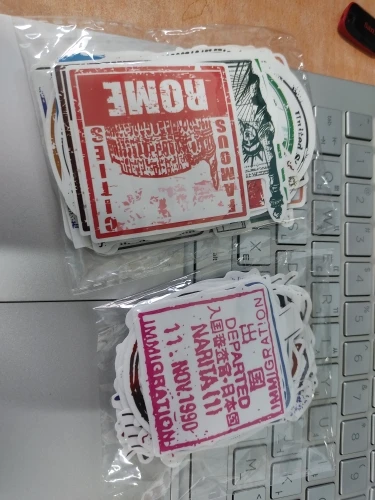 ROME
FAMOUS
CITIES
United S
IMMIGRATION
出国
DEPARTED
入国審査官・日本国
NARITA(1)
11. NOV. 1990
IMMIGRATION